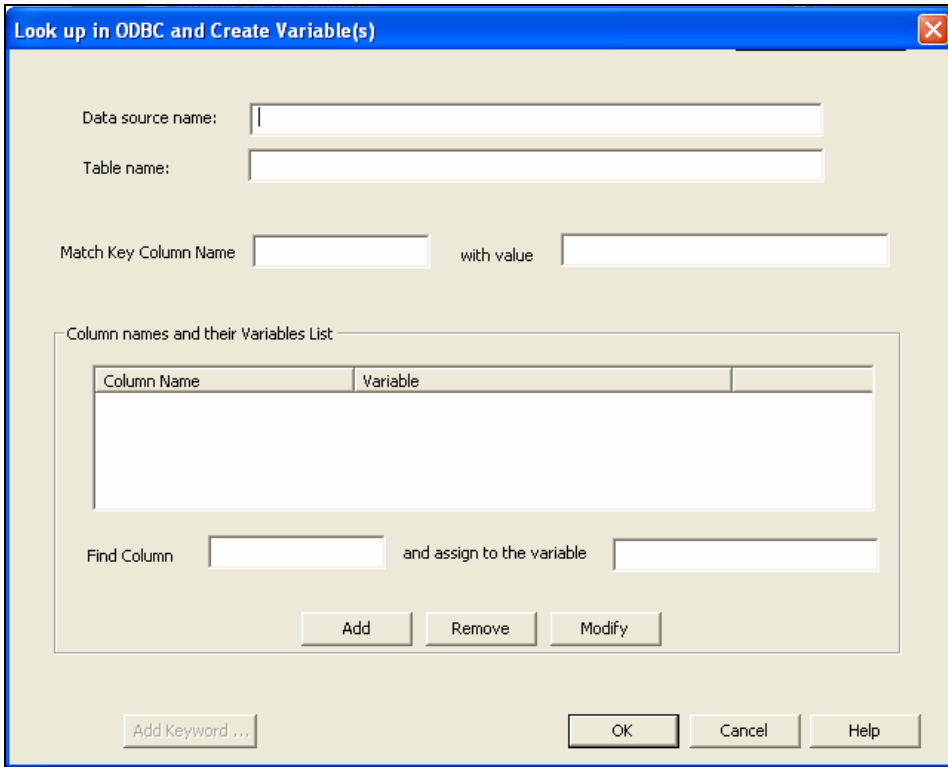 Look up in ODBC and Create Variable(s)
Data source name:
Table name:
Match Key Column Name with value
Column names and their Variables List
Column Name Variable
Find Column and assign to the variable
Add Remove Modify
Add Keyword ... OK Cancel Help